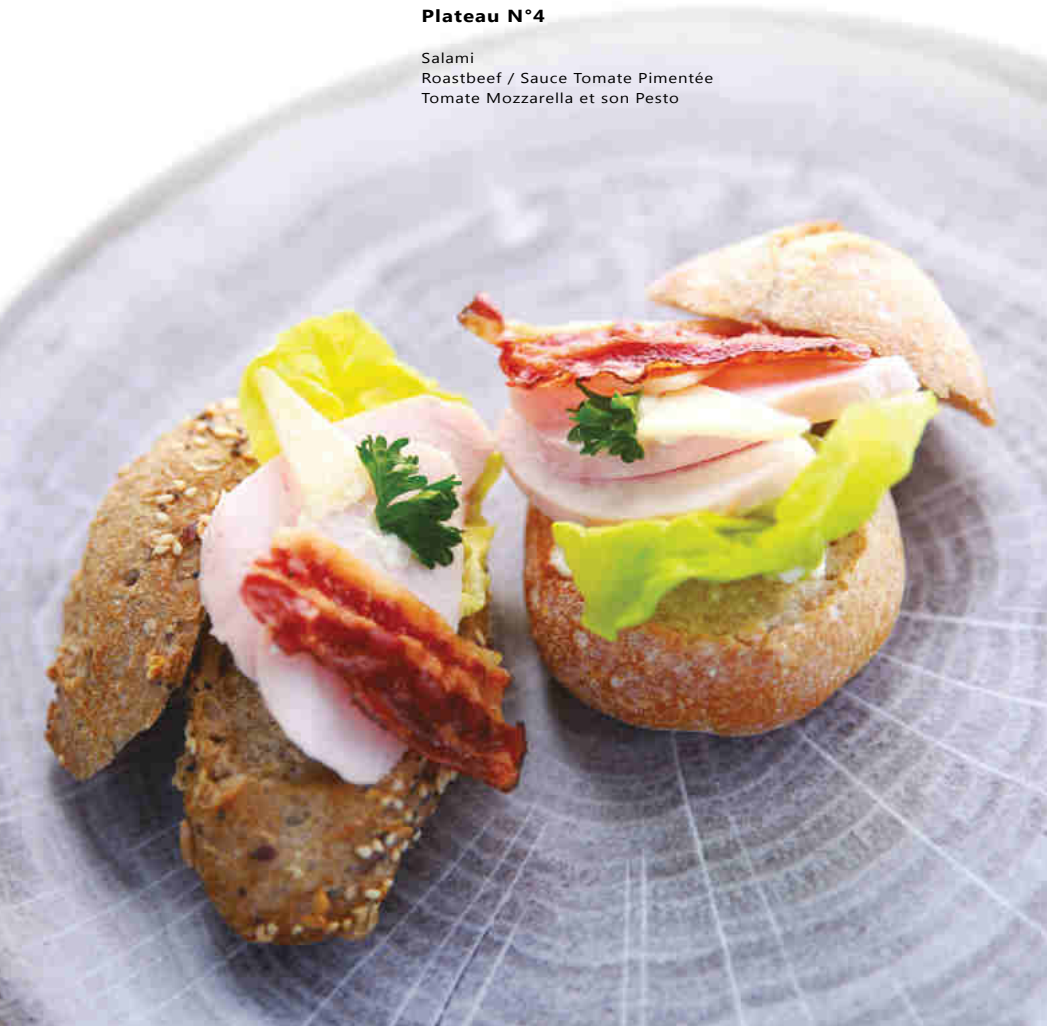 Plateau N°4
Salami
Roastbeef / Sauce Tomate Pimentée
Tomate Mozzarella et son Pesto